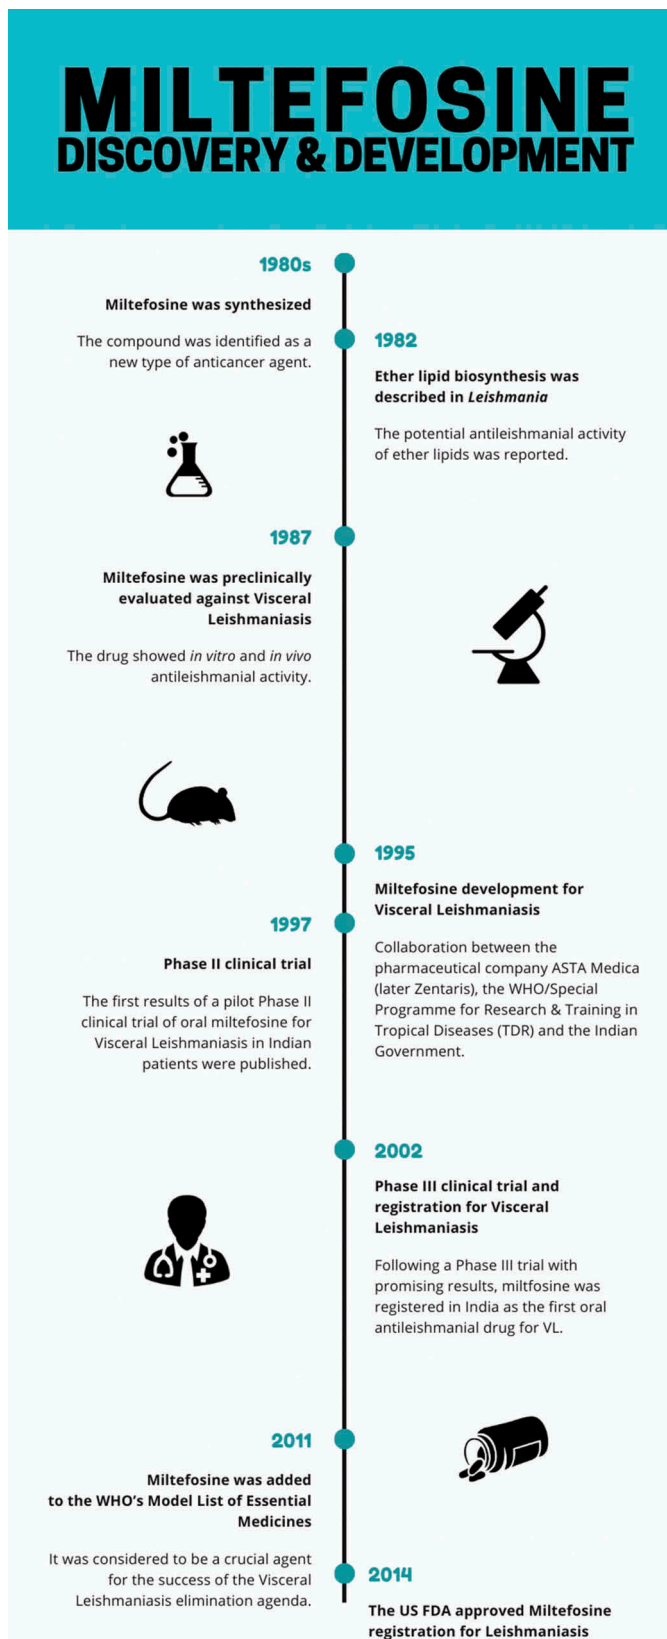 MILTEFOSINE
DISCOVERY & DEVELOPMENT
1980s
Miltefosine was synthesized
The compound was identified as a
new type of anticancer agent.
1982
Ether lipid biosynthesis was
described in Leishmania
The potential antileishmanial activity
of ether lipids was reported.
1987
Miltefosine was preclinically
evaluated against Visceral
Leishmaniasis
The drug showed in vitro and in vivo
antileishmanial activity.
1995
Miltefosine development for
Visceral Leishmaniasis
Collaboration between the
pharmaceutical company ASTA Medica
(later Zentaris), the WHO/Special
Programme for Research & Training in
Tropical Diseases (TDR) and the Indian
Government.
1997
Phase II clinical trial
The first results of a pilot Phase II
clinical trial of oral miltefosine for
Visceral Leishmaniasis in Indian
patients were published.
2002
Phase III clinical trial and
registration for Visceral
Leishmaniasis
Following a Phase III trial with
promising results, miltfosine was
registered in India as the first oral
antileishmanial drug for VL.
2011
Miltefosine was added
to the WHO's Model List of Essential
Medicines
It was considered to be a crucial agent
for the success of the Visceral
Leishmaniasis elimination agenda.
2014
The US FDA approved Miltefosine
registration for Leishmaniasis